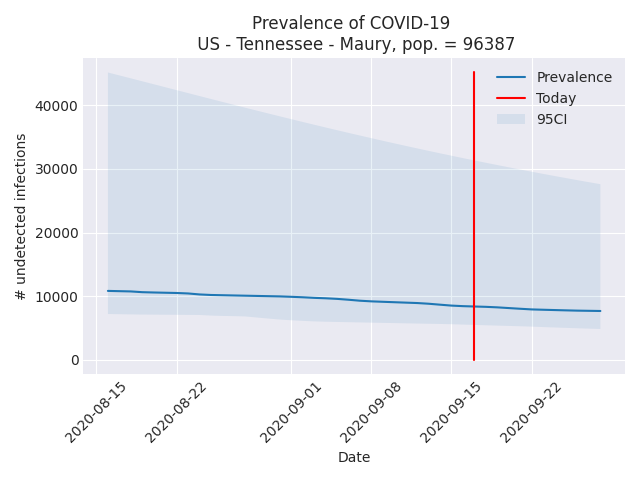 Prevalence of COVID-19
US - Tennessee - Maury, pop. = 96387
Prevalence
Today
95CI
# undetected infections
40000
30000
20000
10000
0
2020-08-15
2020-08-22
2020-09-01
2020-09-08
2020-09-15
2020-09-22
Date